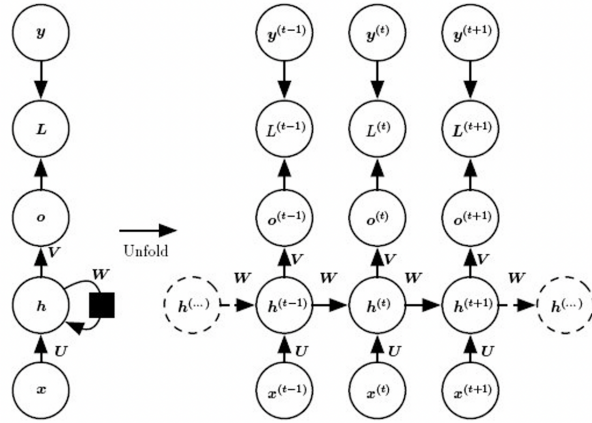 y y^(t−1) y^(t) y^(t+1)
L L^(t−1) L^(t) L^(t+1)
o o^(t−1) o^(t) o^(t+1)
Unfold
V V V V
W W W W W
h h^(...) h^(t−1) h^(t) h^(t+1) h^(...)
U U U U
x x^(t−1) x^(t) x^(t+1)